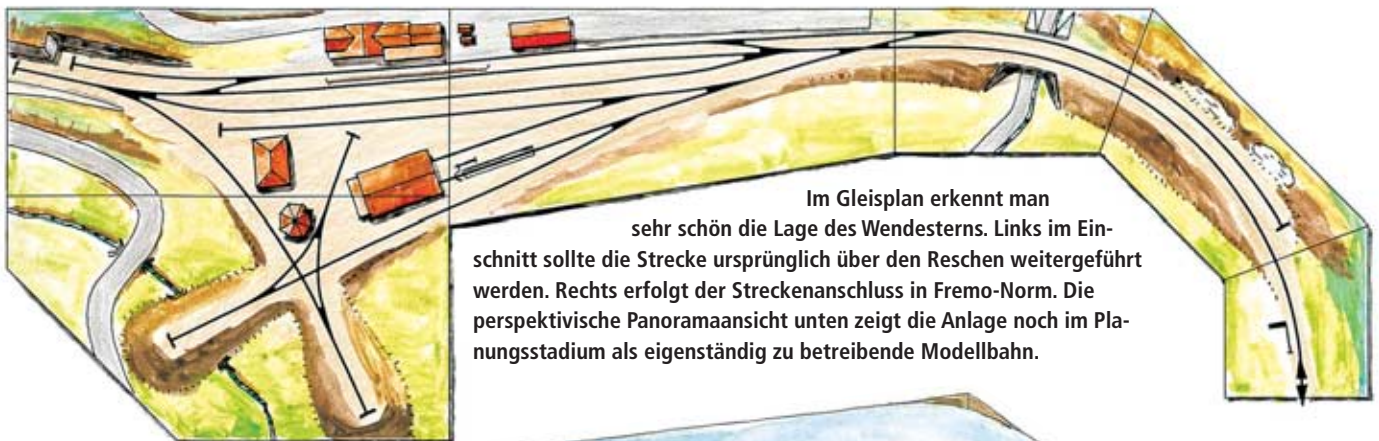 Im Gleisplan erkennt man
sehr schön die Lage des Wendesterns. Links im Ein-
schnitt sollte die Strecke ursprünglich über den Reschen weitergeführt
werden. Rechts erfolgt der Streckenanschluss in Fremo-Norm. Die
perspektivische Panoramaansicht unten zeigt die Anlage noch im Pla-
nungsstadium als eigenständig zu betreibende Modellbahn.